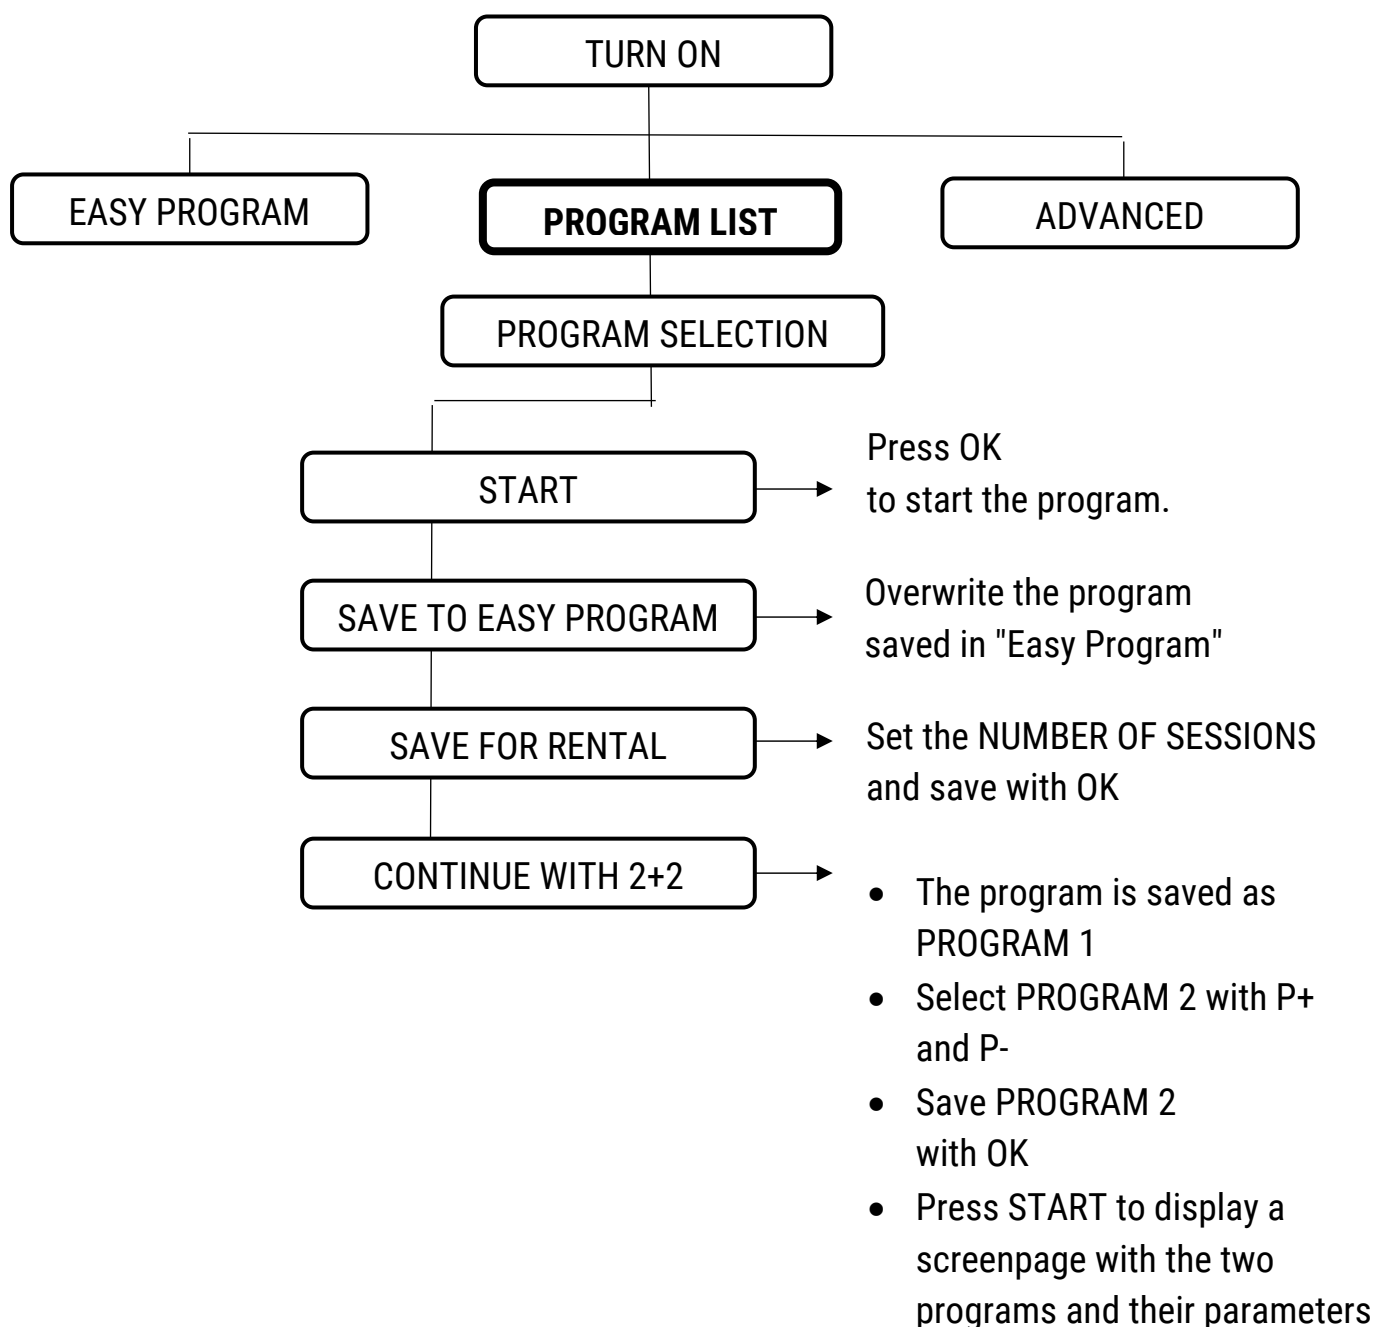 TURN ON
EASY PROGRAM
PROGRAM LIST
ADVANCED
PROGRAM SELECTION
START
Press OK
to start the program.
SAVE TO EASY PROGRAM
Overwrite the program
saved in "Easy Program"
SAVE FOR RENTAL
Set the NUMBER OF SESSIONS
and save with OK
CONTINUE WITH 2+2
• The program is saved as
PROGRAM 1
• Select PROGRAM 2 with P+
and P-
• Save PROGRAM 2
with OK
• Press START to display a
screenpage with the two
programs and their parameters